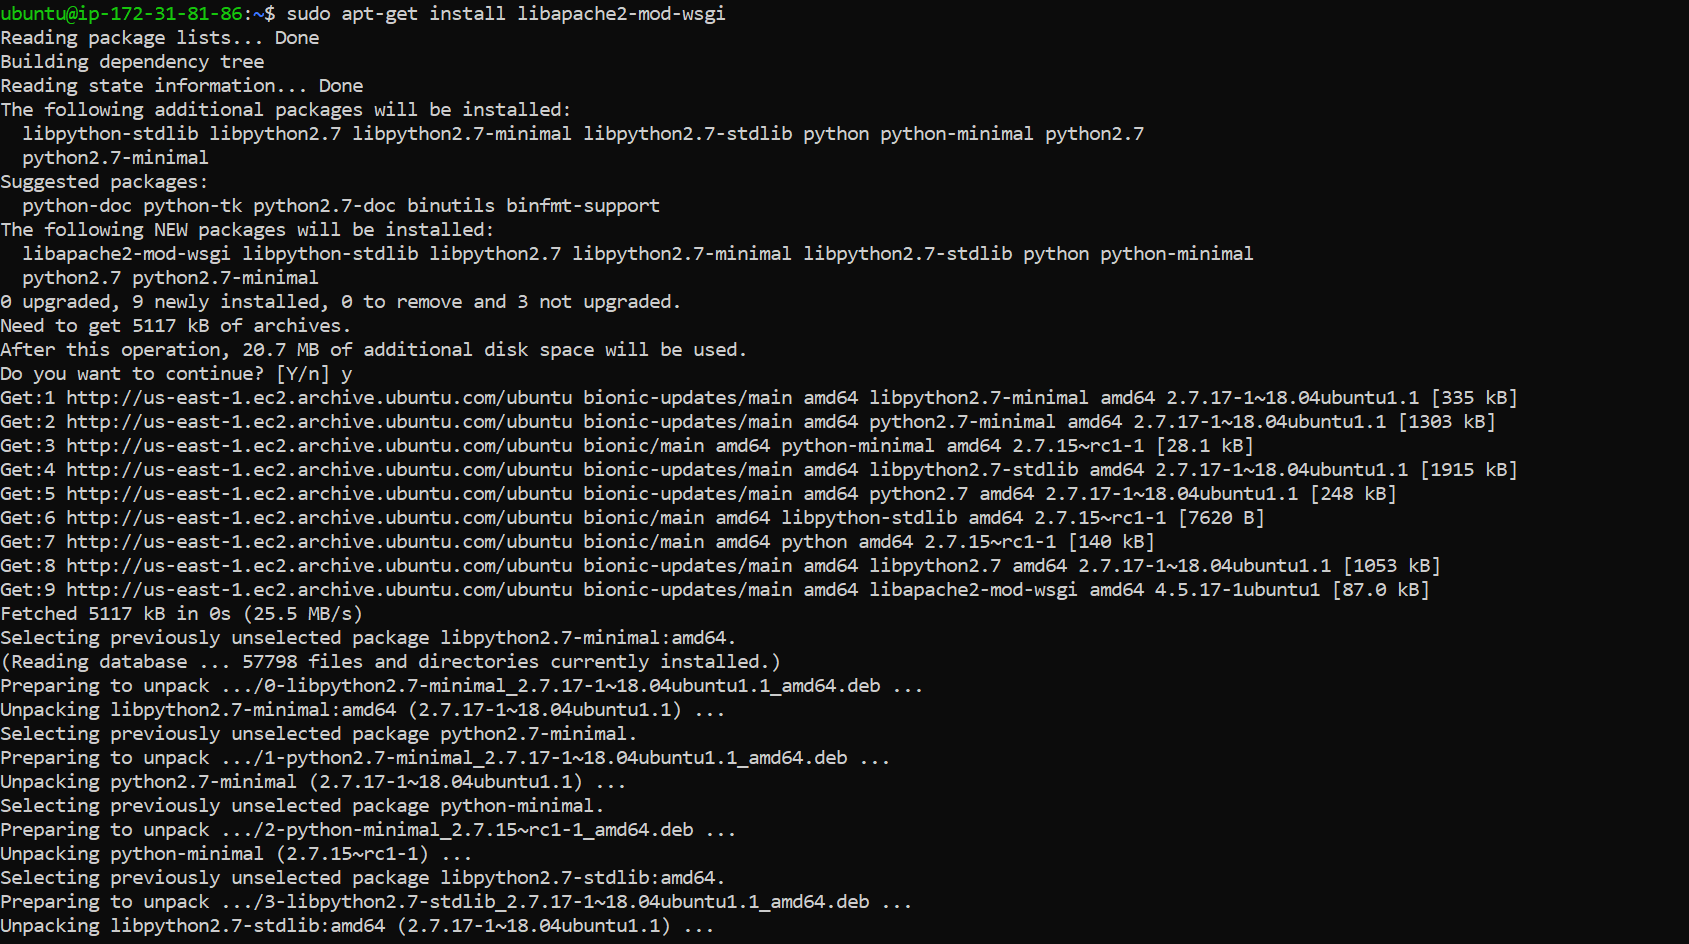 ubuntu@ip-172-31-81-86:~$ sudo apt-get install libapache2-mod-wsgi
Reading package lists... Done
Building dependency tree
Reading state information... Done
The following additional packages will be installed:
  libpython-stdlib libpython2.7 libpython2.7-minimal libpython2.7-stdlib python python-minimal python2.7
  python2.7-minimal
Suggested packages:
  python-doc python-tk python2.7-doc binutils binfmt-support
The following NEW packages will be installed:
  libapache2-mod-wsgi libpython-stdlib libpython2.7 libpython2.7-minimal libpython2.7-stdlib python python-minimal
  python2.7 python2.7-minimal
0 upgraded, 9 newly installed, 0 to remove and 3 not upgraded.
Need to get 5117 kB of archives.
After this operation, 20.7 MB of additional disk space will be used.
Do you want to continue? [Y/n] y
Get:1 http://us-east-1.ec2.archive.ubuntu.com/ubuntu bionic-updates/main amd64 libpython2.7-minimal amd64 2.7.17-1~18.04ubuntu1.1 [335 kB]
Get:2 http://us-east-1.ec2.archive.ubuntu.com/ubuntu bionic-updates/main amd64 python2.7-minimal amd64 2.7.17-1~18.04ubuntu1.1 [1303 kB]
Get:3 http://us-east-1.ec2.archive.ubuntu.com/ubuntu bionic/main amd64 python-minimal amd64 2.7.15~rc1-1 [28.1 kB]
Get:4 http://us-east-1.ec2.archive.ubuntu.com/ubuntu bionic-updates/main amd64 libpython2.7-stdlib amd64 2.7.17-1~18.04ubuntu1.1 [1915 kB]
Get:5 http://us-east-1.ec2.archive.ubuntu.com/ubuntu bionic-updates/main amd64 python2.7 amd64 2.7.17-1~18.04ubuntu1.1 [248 kB]
Get:6 http://us-east-1.ec2.archive.ubuntu.com/ubuntu bionic/main amd64 libpython-stdlib amd64 2.7.15~rc1-1 [7620 B]
Get:7 http://us-east-1.ec2.archive.ubuntu.com/ubuntu bionic/main amd64 python amd64 2.7.15~rc1-1 [140 kB]
Get:8 http://us-east-1.ec2.archive.ubuntu.com/ubuntu bionic-updates/main amd64 libpython2.7 amd64 2.7.17-1~18.04ubuntu1.1 [1053 kB]
Get:9 http://us-east-1.ec2.archive.ubuntu.com/ubuntu bionic-updates/main amd64 libapache2-mod-wsgi amd64 4.5.17-1ubuntu1 [87.0 kB]
Fetched 5117 kB in 0s (25.5 MB/s)
Selecting previously unselected package libpython2.7-minimal:amd64.
(Reading database ... 57798 files and directories currently installed.)
Preparing to unpack .../0-libpython2.7-minimal_2.7.17-1~18.04ubuntu1.1_amd64.deb ...
Unpacking libpython2.7-minimal:amd64 (2.7.17-1~18.04ubuntu1.1) ...
Selecting previously unselected package python2.7-minimal.
Preparing to unpack .../1-python2.7-minimal_2.7.17-1~18.04ubuntu1.1_amd64.deb ...
Unpacking python2.7-minimal (2.7.17-1~18.04ubuntu1.1) ...
Selecting previously unselected package python-minimal.
Preparing to unpack .../2-python-minimal_2.7.15~rc1-1_amd64.deb ...
Unpacking python-minimal (2.7.15~rc1-1) ...
Selecting previously unselected package libpython2.7-stdlib:amd64.
Preparing to unpack .../3-libpython2.7-stdlib_2.7.17-1~18.04ubuntu1.1_amd64.deb ...
Unpacking libpython2.7-stdlib:amd64 (2.7.17-1~18.04ubuntu1.1) ...